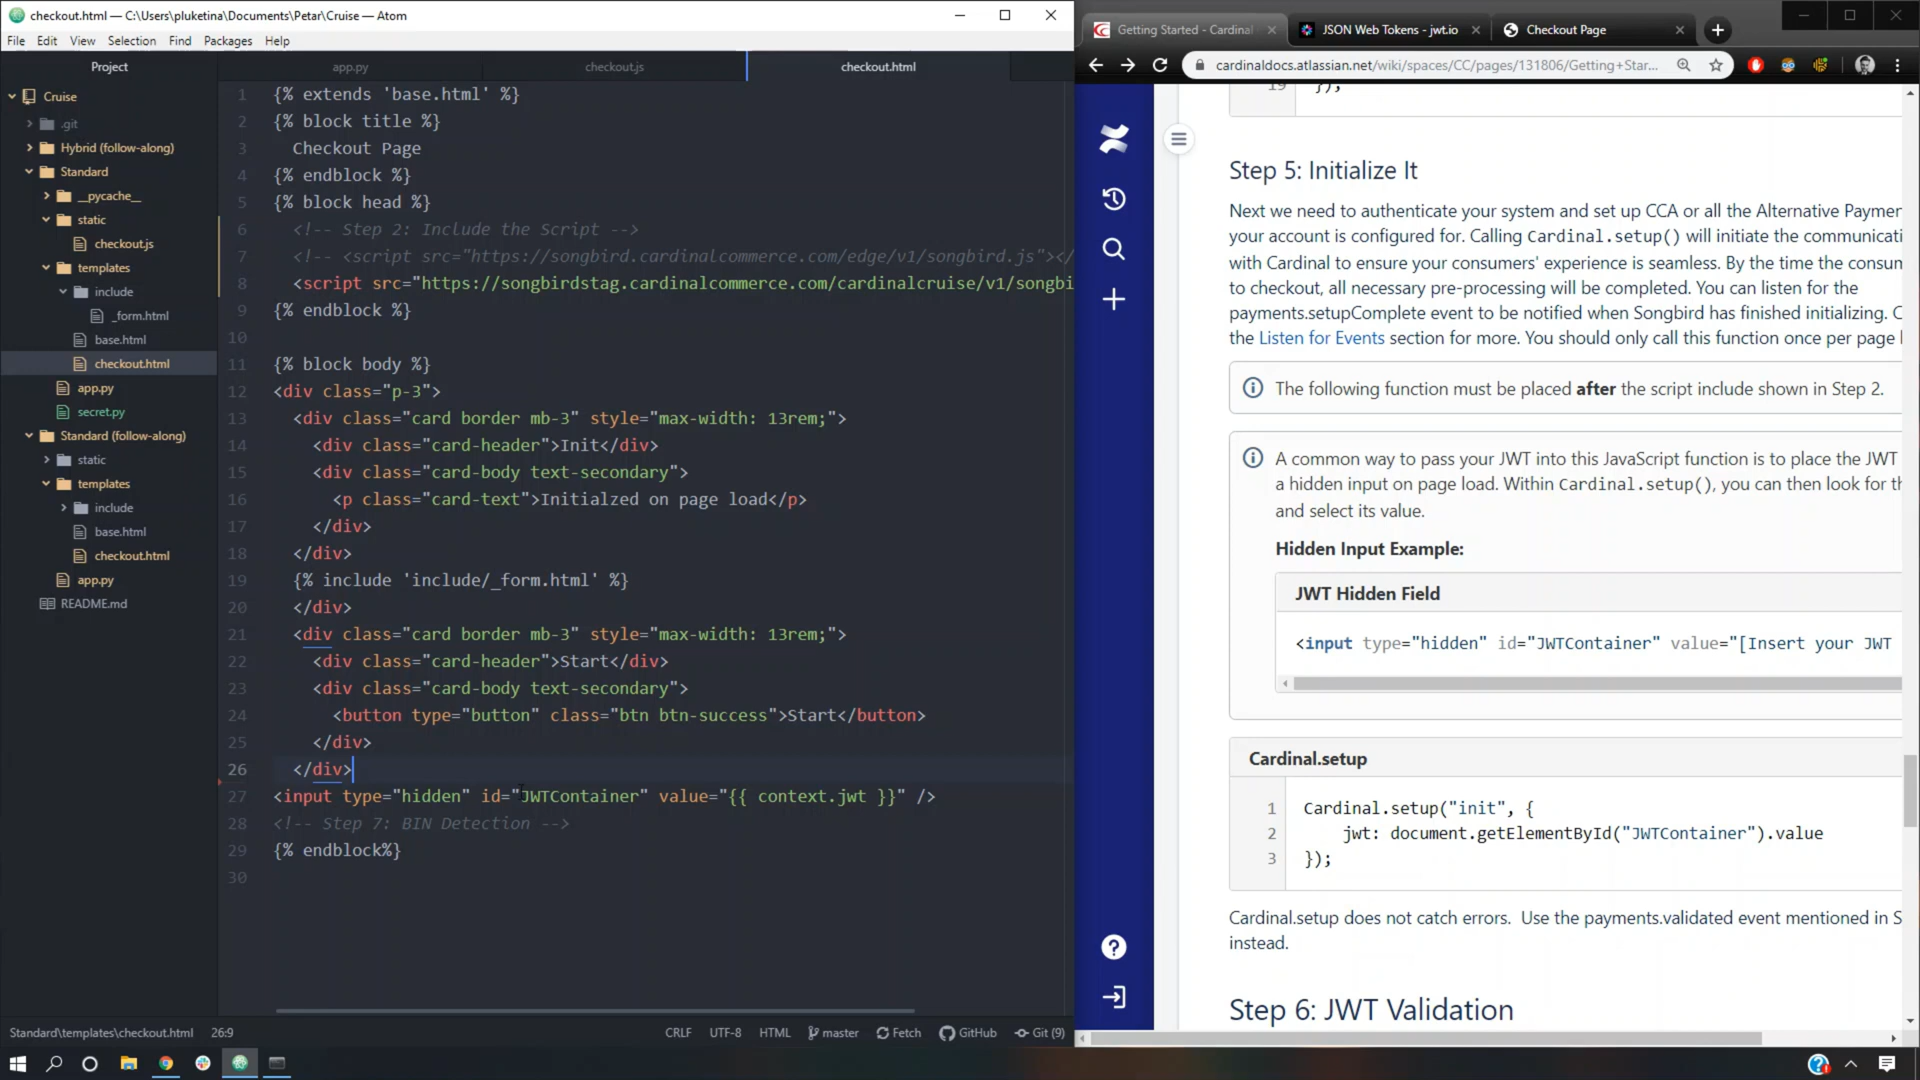 checkout.html — C:\Users\pluketina\Documents\Petar\Cruise — Atom
File Edit View Selection Find Packages Help
Project
Cruise
.git
Hybrid (follow-along)
Standard
__pycache__
static
checkout.js
templates
include
_form.html
base.html
checkout.html
app.py
secret.py
Standard (follow-along)
static
templates
include
base.html
checkout.html
app.py
README.md
app.py checkout.js checkout.html
1 {% extends 'base.html' %}
2 {% block title %}
3 Checkout Page
4 {% endblock %}
5 {% block head %}
6 <!-- Step 2: Include the Script -->
7 <!-- <script src="https://songbird.cardinalcommerce.com/edge/v1/songbird.js"></
8 <script src="https://songbirdstag.cardinalcommerce.com/cardinalcruise/v1/songbi
9 {% endblock %}
10
11 {% block body %}
12 <div class="p-3">
13 <div class="card border mb-3" style="max-width: 13rem;">
14 <div class="card-header">Init</div>
15 <div class="card-body text-secondary">
16 <p class="card-text">Initialzed on page load</p>
17 </div>
18 </div>
19 {% include 'include/_form.html' %}
20 </div>
21 <div class="card border mb-3" style="max-width: 13rem;">
22 <div class="card-header">Start</div>
23 <div class="card-body text-secondary">
24 <button type="button" class="btn btn-success">Start</button>
25 </div>
26 </div>
27 <input type="hidden" id="JWTContainer" value="{{ context.jwt }}" />
28 <!-- Step 7: BIN Detection -->
29 {% endblock%}
30
Standard\templates\checkout.html 26:9 CRLF UTF-8 HTML master Fetch GitHub Git (9)
Getting Started - Cardinal JSON Web Tokens - jwt.io Checkout Page
cardinaldocs.atlassian.net/wiki/spaces/CC/pages/131806/Getting+Star...
19 });
Step 5: Initialize It
Next we need to authenticate your system and set up CCA or all the Alternative Paymen
your account is configured for. Calling Cardinal.setup() will initiate the communicati
with Cardinal to ensure your consumers' experience is seamless. By the time the consum
to checkout, all necessary pre-processing will be completed. You can listen for the
payments.setupComplete event to be notified when Songbird has finished initializing. C
the Listen for Events section for more. You should only call this function once per page
The following function must be placed after the script include shown in Step 2.
A common way to pass your JWT into this JavaScript function is to place the JWT
a hidden input on page load. Within Cardinal.setup(), you can then look for th
and select its value.
Hidden Input Example:
JWT Hidden Field
<input type="hidden" id="JWTContainer" value="[Insert your JWT
Cardinal.setup
1 Cardinal.setup("init", {
2 jwt: document.getElementById("JWTContainer").value
3 });
Cardinal.setup does not catch errors. Use the payments.validated event mentioned in S
instead.
Step 6: JWT Validation